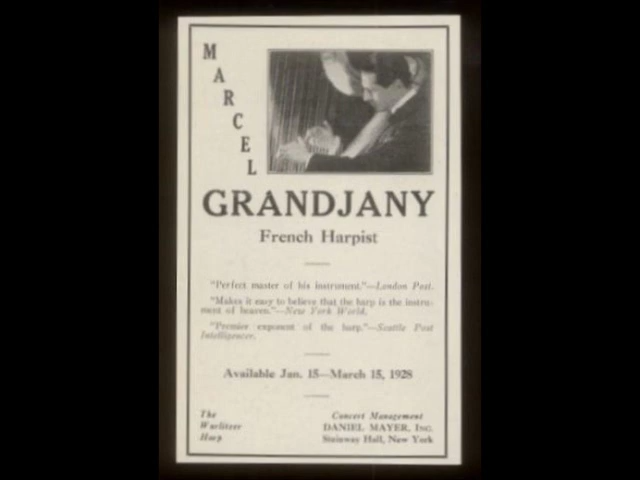 MARCEL
GRANDJANY
French Harpist
"Perfect master of his instrument."—London Post.
"Makes it easy to believe that the harp is the instru-
ment of heaven."—New York World.
"Premier exponent of the harp."—Seattle Post
Intelligencer.
Available Jan. 15—March 15, 1928
The
Wurlitzer
Harp
Concert Management
DANIEL MAYER, INC.
Steinway Hall, New York